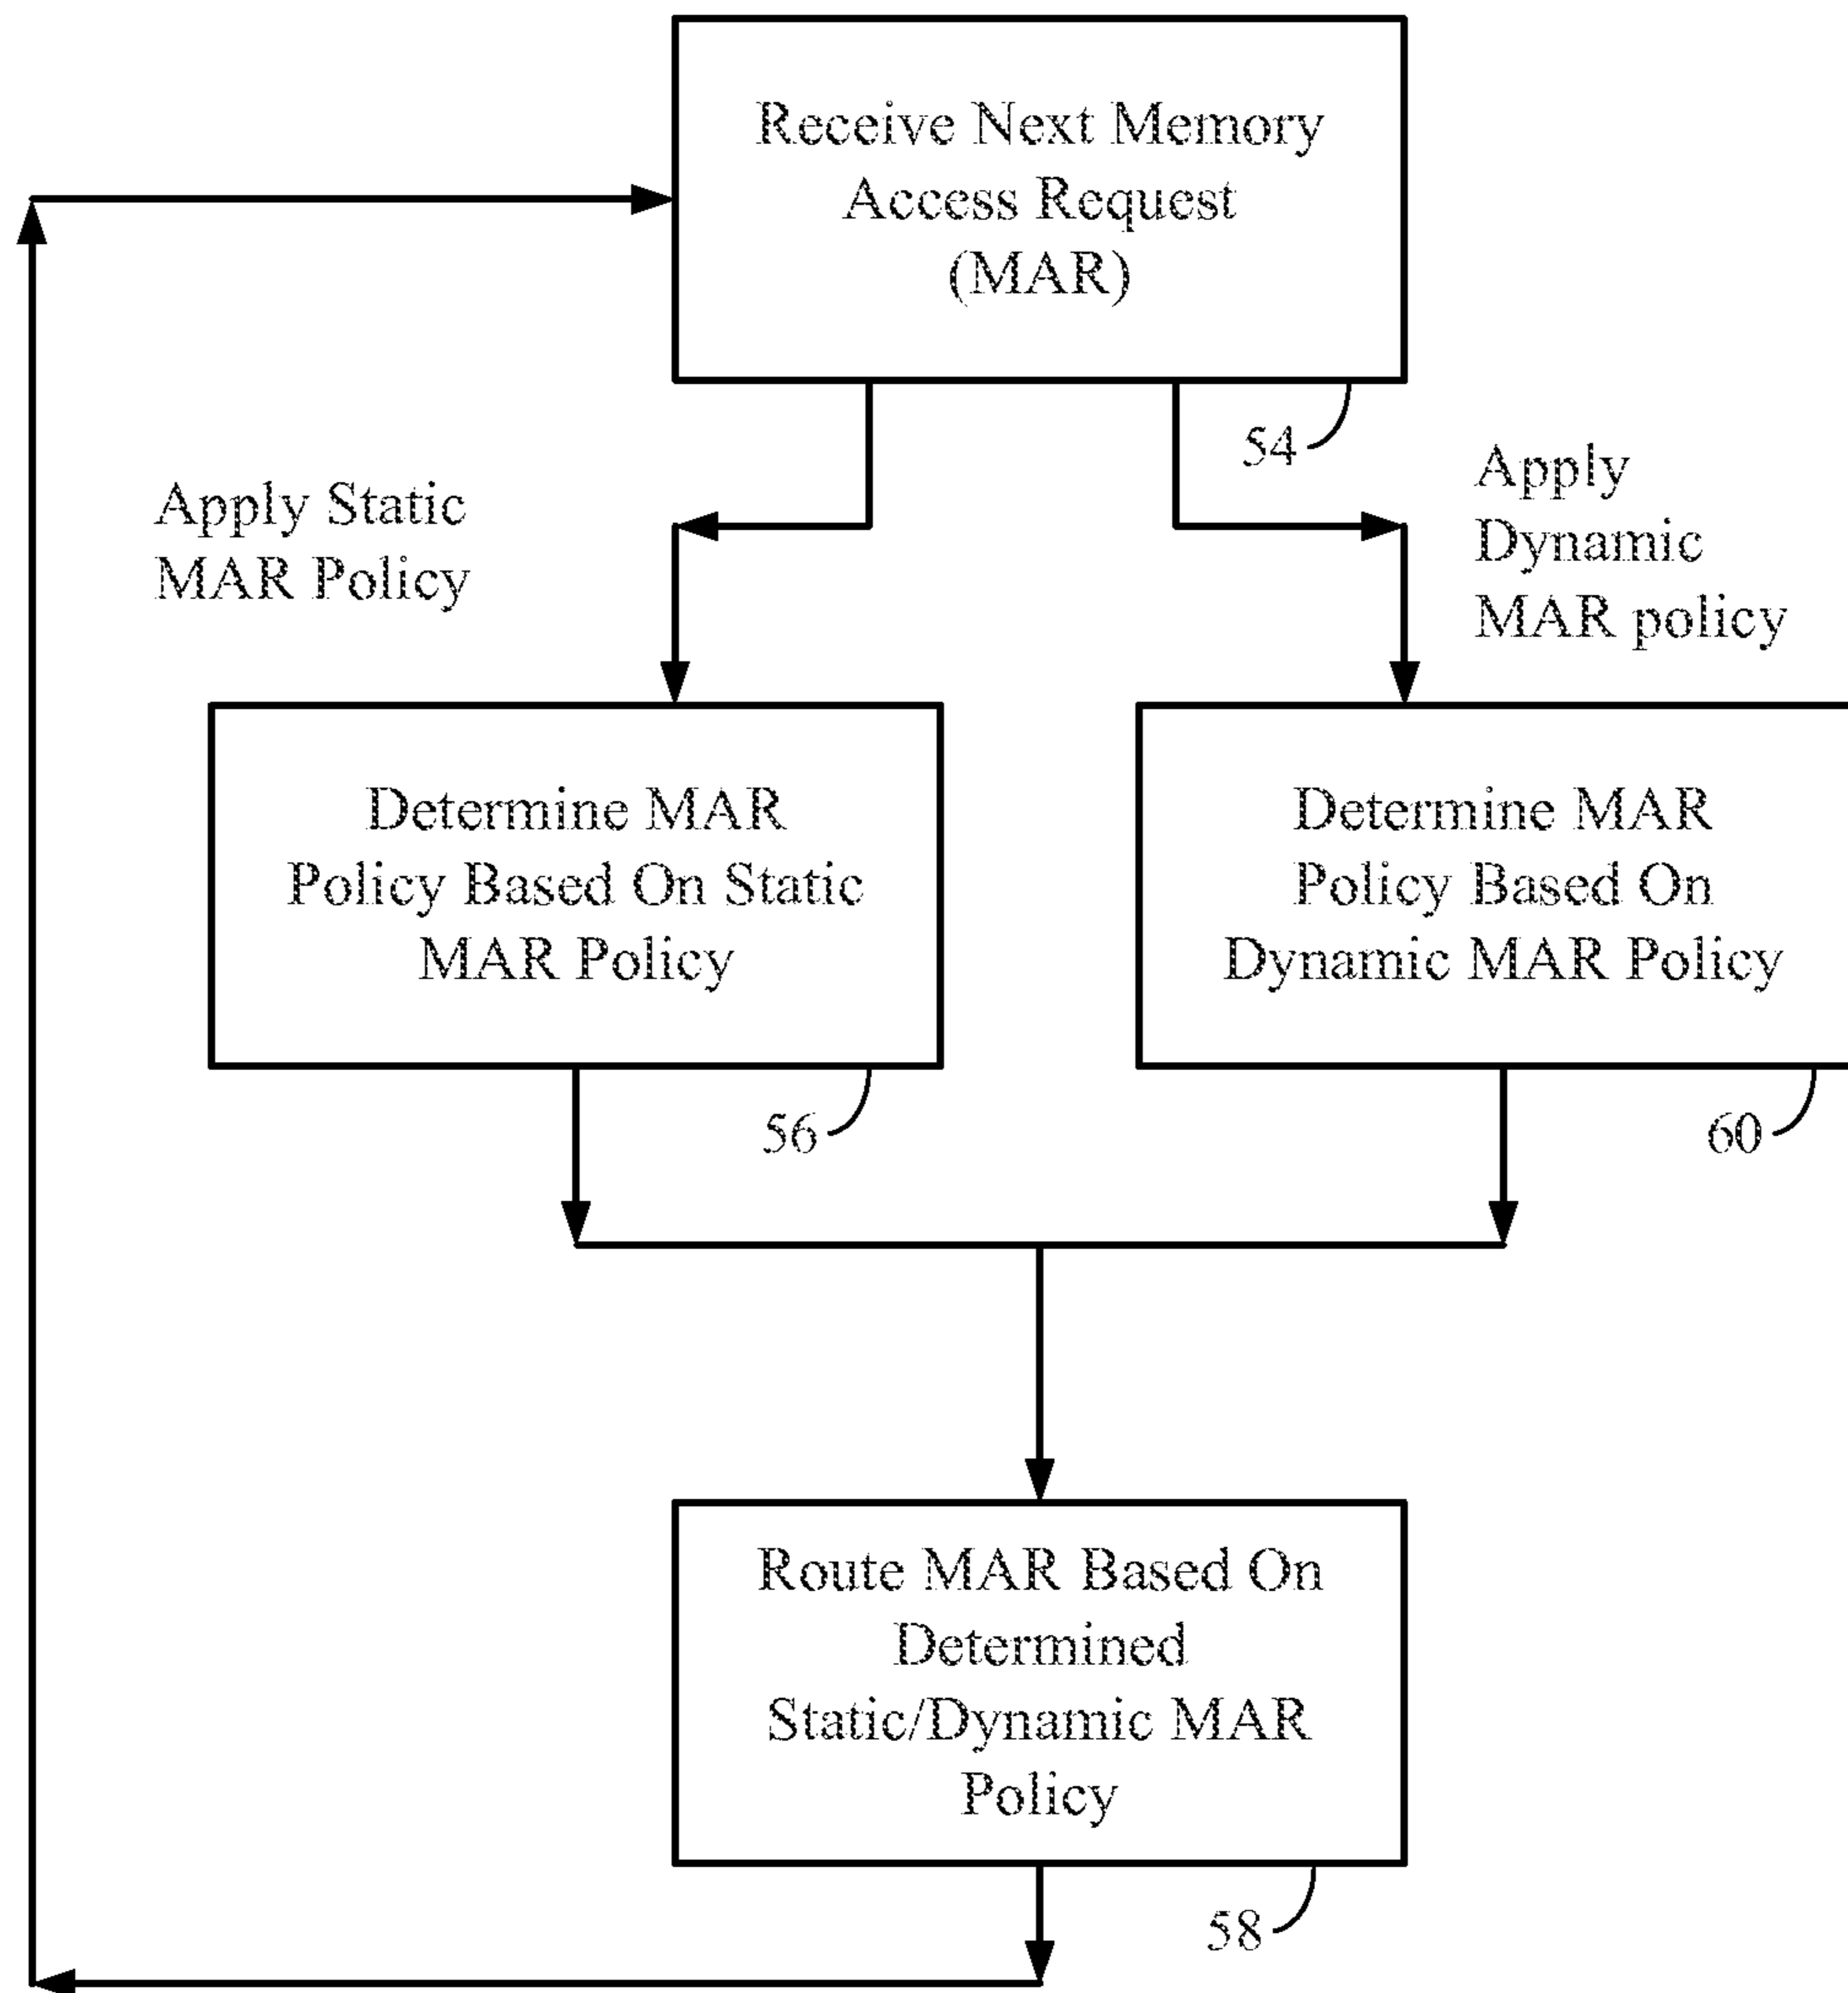 Receive Next Memory
Access Request
(MAR)
54
Apply Static
MAR Policy
Apply
Dynamic
MAR policy
Determine MAR
Policy Based On Static
MAR Policy
56
Determine MAR
Policy Based On
Dynamic MAR Policy
60
Route MAR Based On
Determined
Static/Dynamic MAR
Policy
58